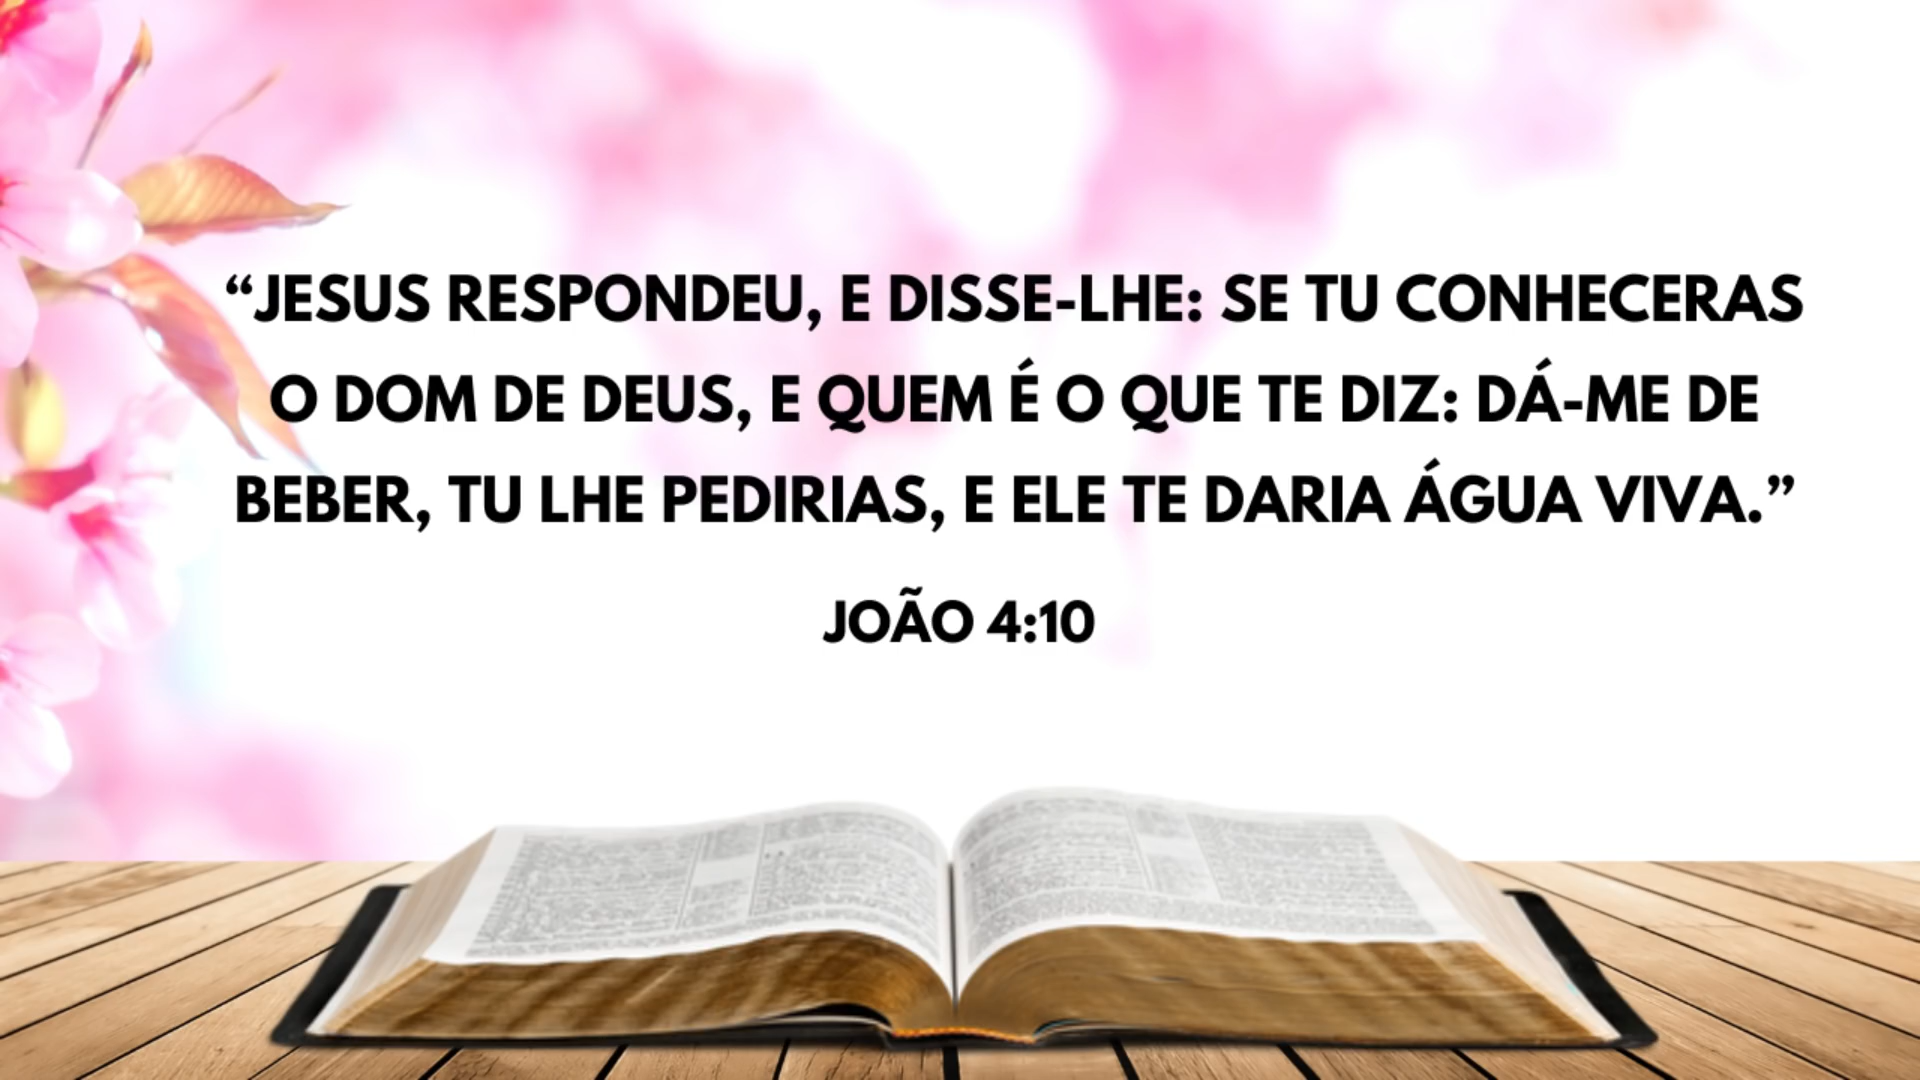 “JESUS RESPONDEU, E DISSE-LHE: SE TU CONHECERAS
O DOM DE DEUS, E QUEM É O QUE TE DIZ: DÁ-ME DE
BEBER, TU LHE PEDIRIAS, E ELE TE DARIA ÁGUA VIVA.”
JOÃO 4:10